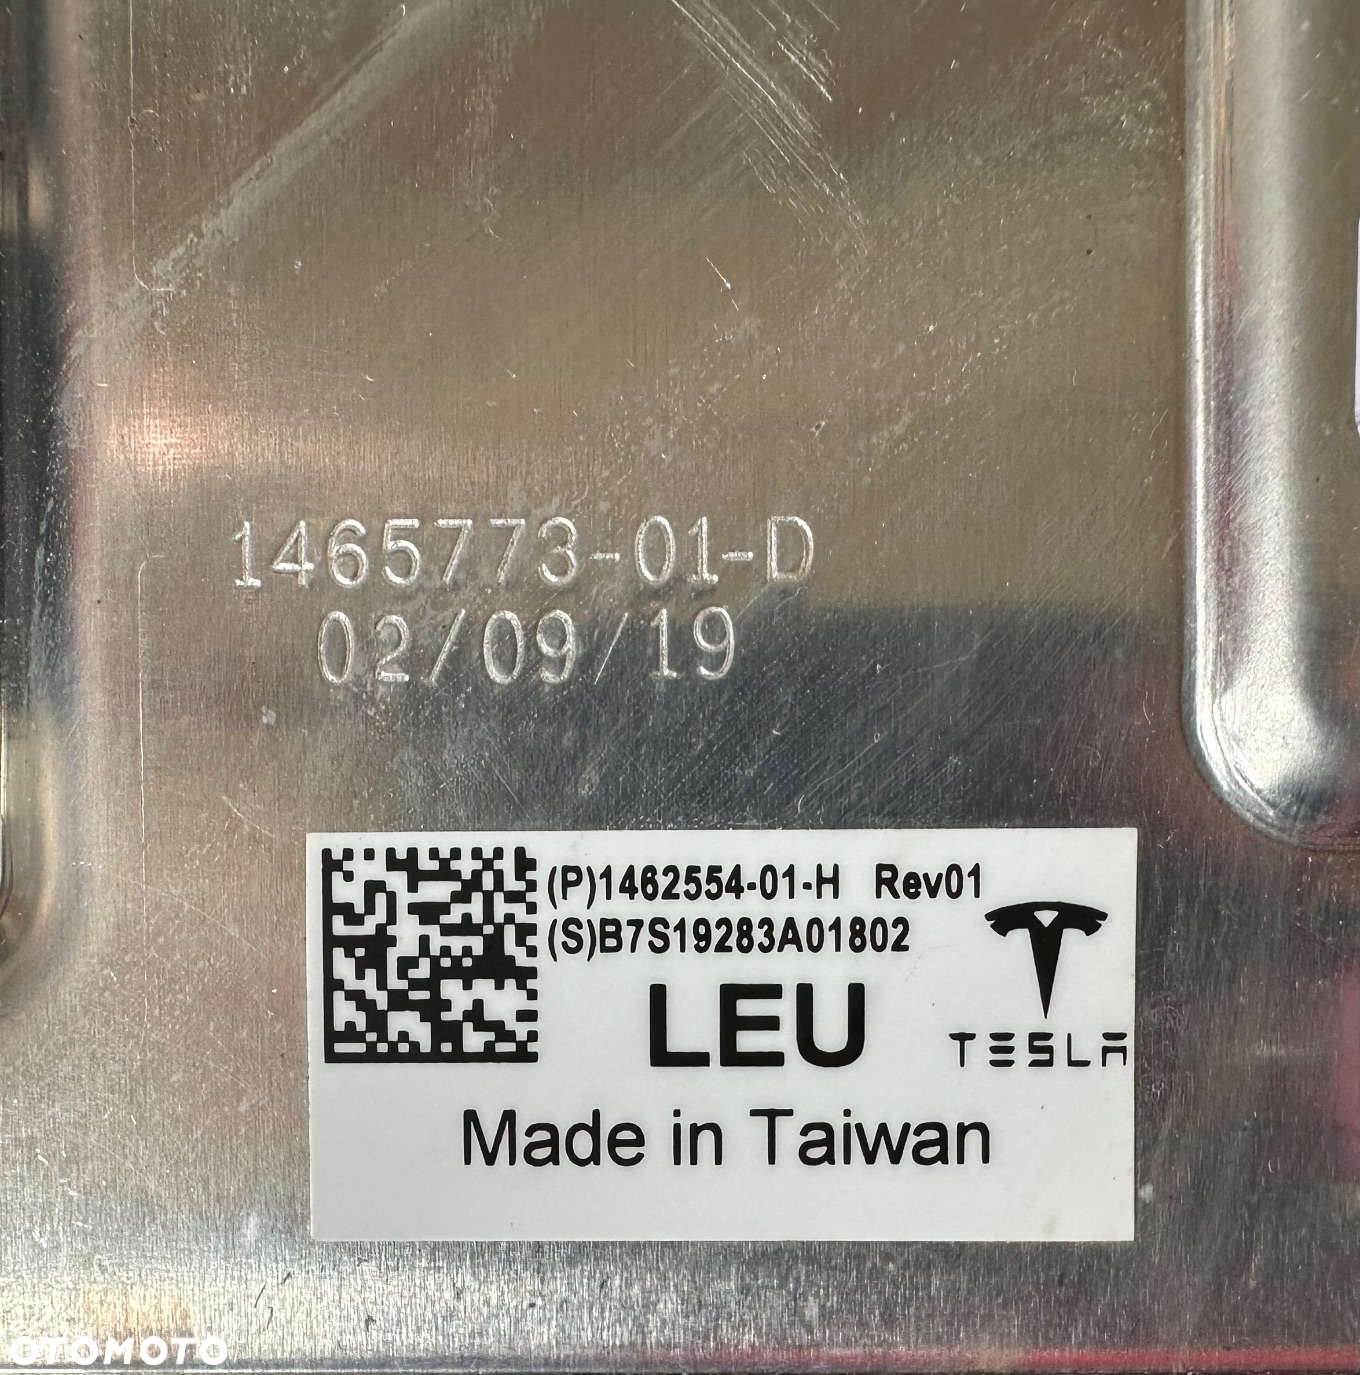 1465773-01-D
02/09/19
(P)1462554-01-H Rev01
(S)B7S19283A01802
LEU
TESLA
Made in Taiwan
OTOMOTO